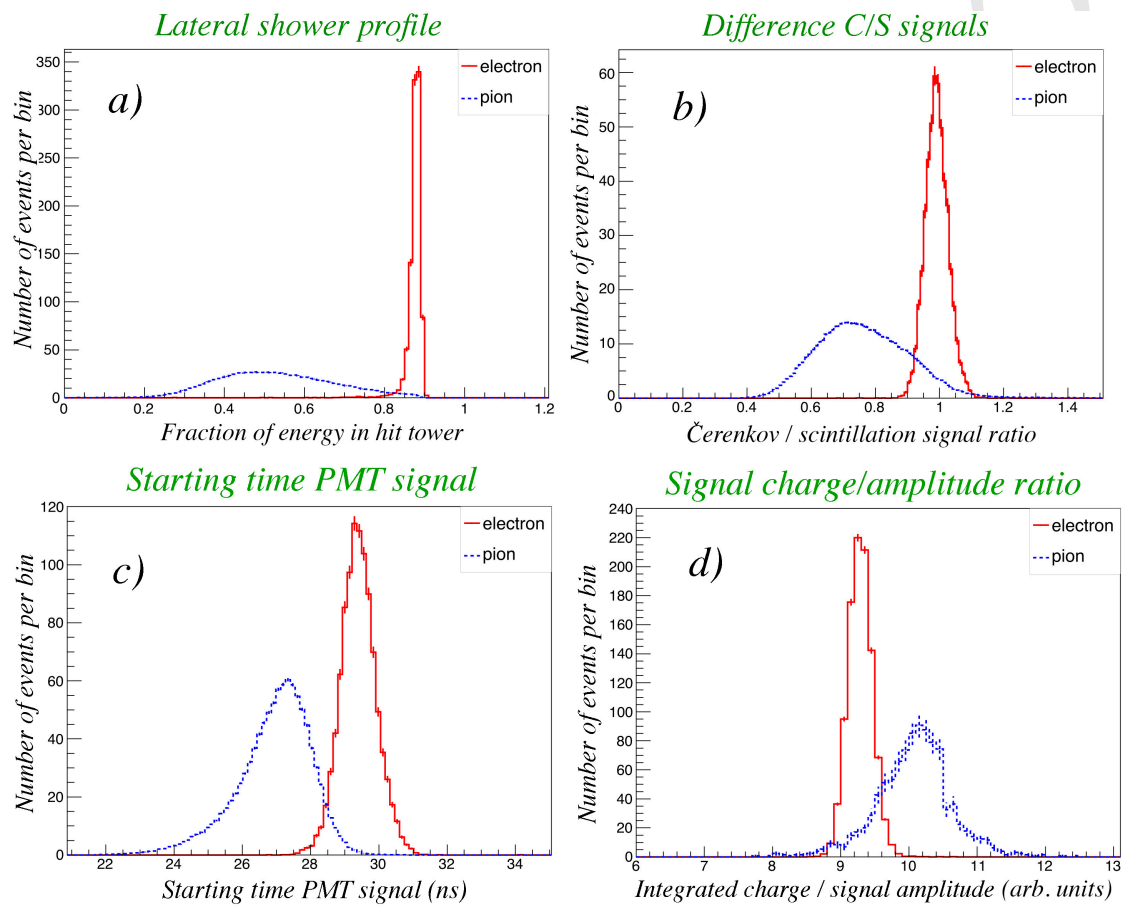 Lateral shower profile
Number of events per bin
350
300
250
200
150
100
50
0
a)
electron
pion
0 0.2 0.4 0.6 0.8 1 1.2
Fraction of energy in hit tower
Difference C/S signals
Number of events per bin
60
50
40
30
20
10
0
b)
electron
pion
0 0.2 0.4 0.6 0.8 1 1.2 1.4
Čerenkov / scintillation signal ratio
Starting time PMT signal
Number of events per bin
120
100
80
60
40
20
0
c)
electron
pion
22 24 26 28 30 32 34
Starting time PMT signal (ns)
Signal charge/amplitude ratio
Number of events per bin
240
220
200
180
160
140
120
100
80
60
40
20
0
d)
electron
pion
6 7 8 9 10 11 12 13
Integrated charge / signal amplitude (arb. units)